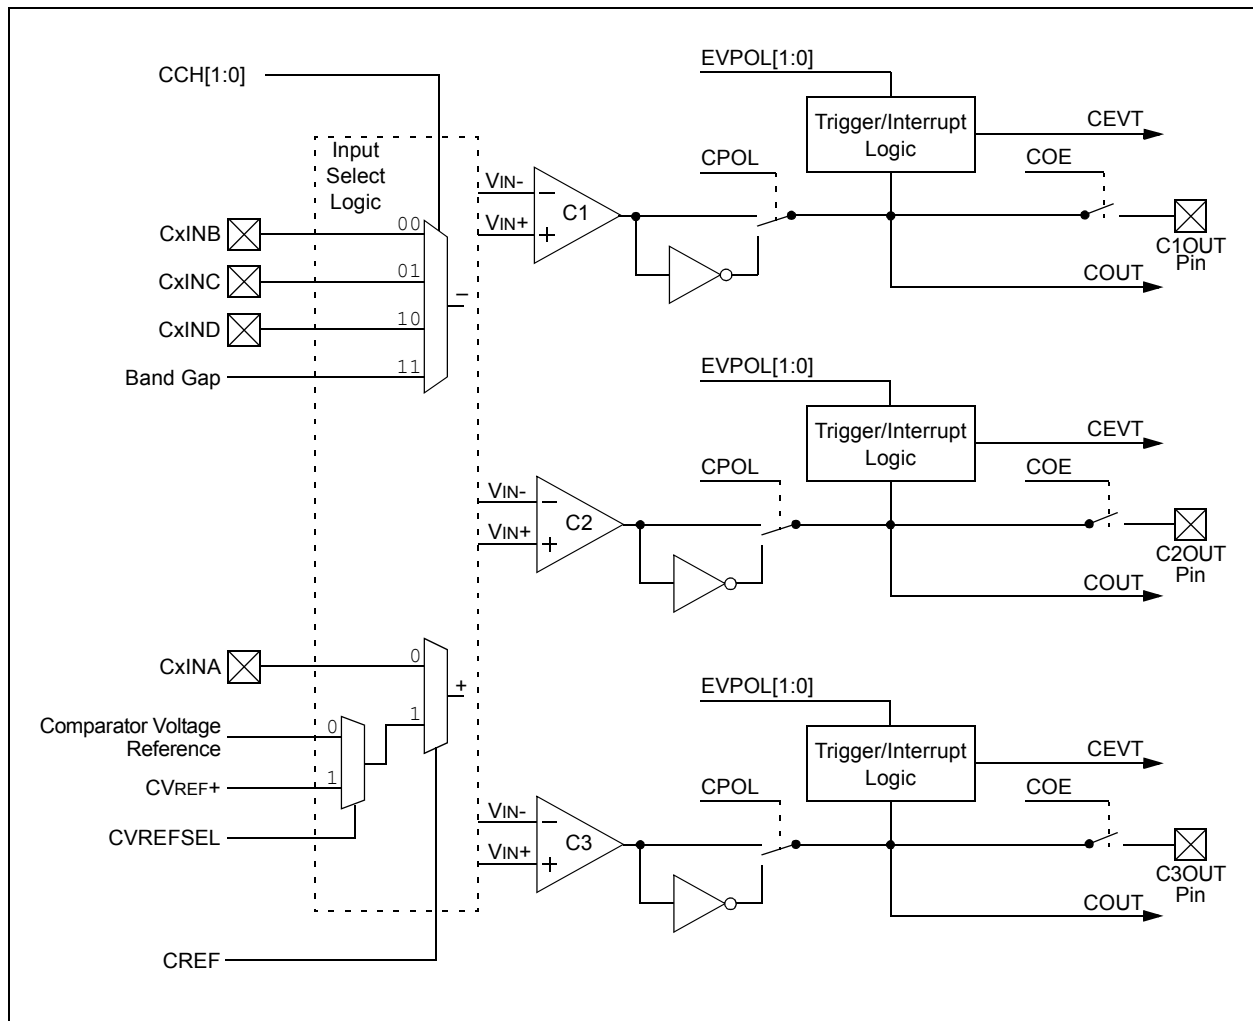 CCH[1:0]
Input
Select
Logic
CxINB
00
CxINC
01
CxIND
10
Band Gap
11
−
CxINA
0
+
1
Comparator Voltage
Reference
0
CVREF+
1
CVREFSEL
CREF
EVPOL[1:0]
Trigger/Interrupt
Logic
CEVT
CPOL
COE
VIN-
−
VIN+
+
C1
C1OUT
Pin
COUT
EVPOL[1:0]
Trigger/Interrupt
Logic
CEVT
CPOL
COE
VIN-
−
VIN+
+
C2
C2OUT
Pin
COUT
EVPOL[1:0]
Trigger/Interrupt
Logic
CEVT
CPOL
COE
VIN-
−
VIN+
+
C3
C3OUT
Pin
COUT